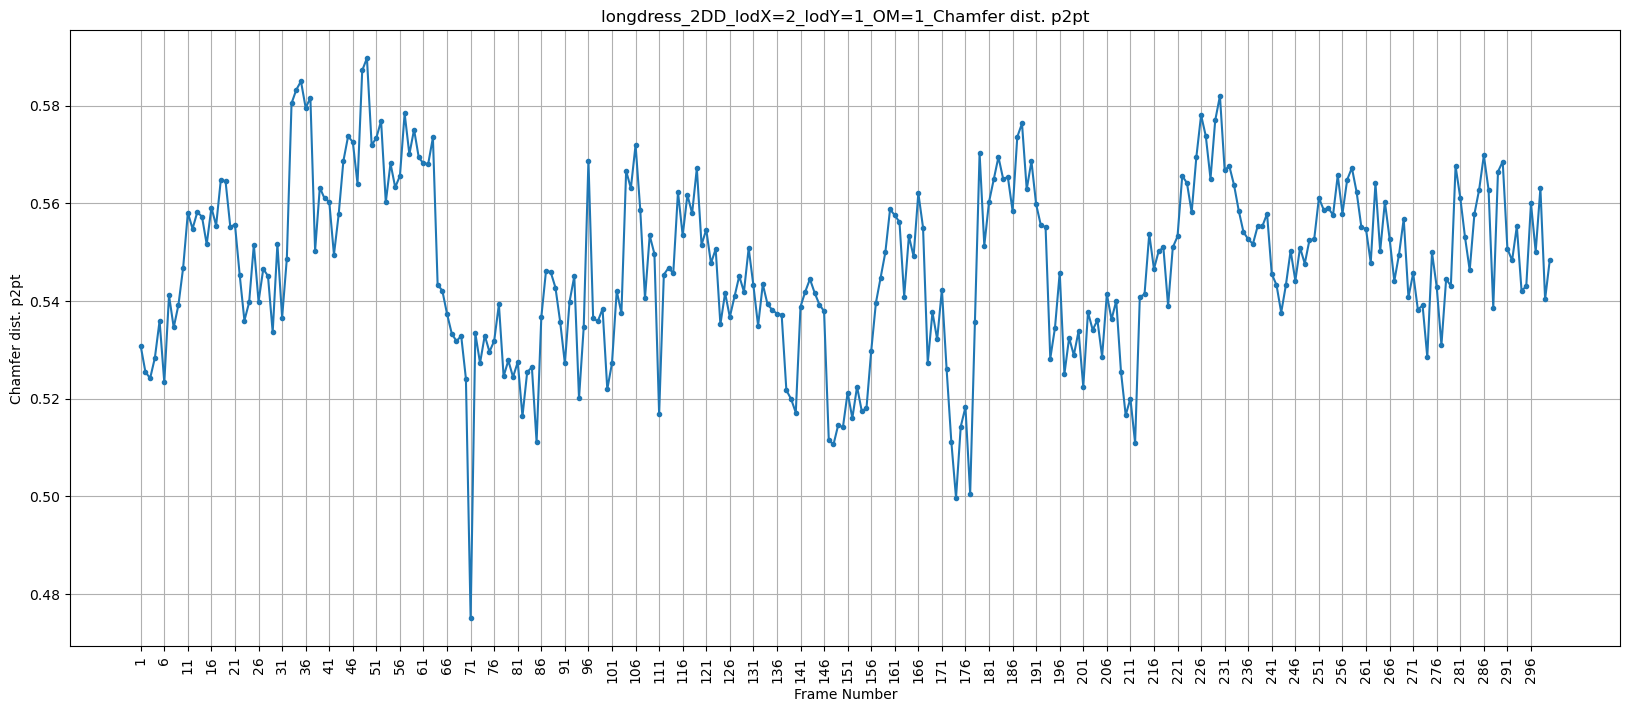 longdress_2DD_lodX=2_lodY=1_OM=1_Chamfer dist. p2pt
Chamfer dist. p2pt
0.58
0.56
0.54
0.52
0.50
0.48
1 6 11 16 21 26 31 36 41 46 51 56 61 66 71 76 81 86 91 96 101 106 111 116 121 126 131 136 141 146 151 156 161 166 171 176 181 186 191 196 201 206 211 216 221 226 231 236 241 246 251 256 261 266 271 276 281 286 291 296
Frame Number